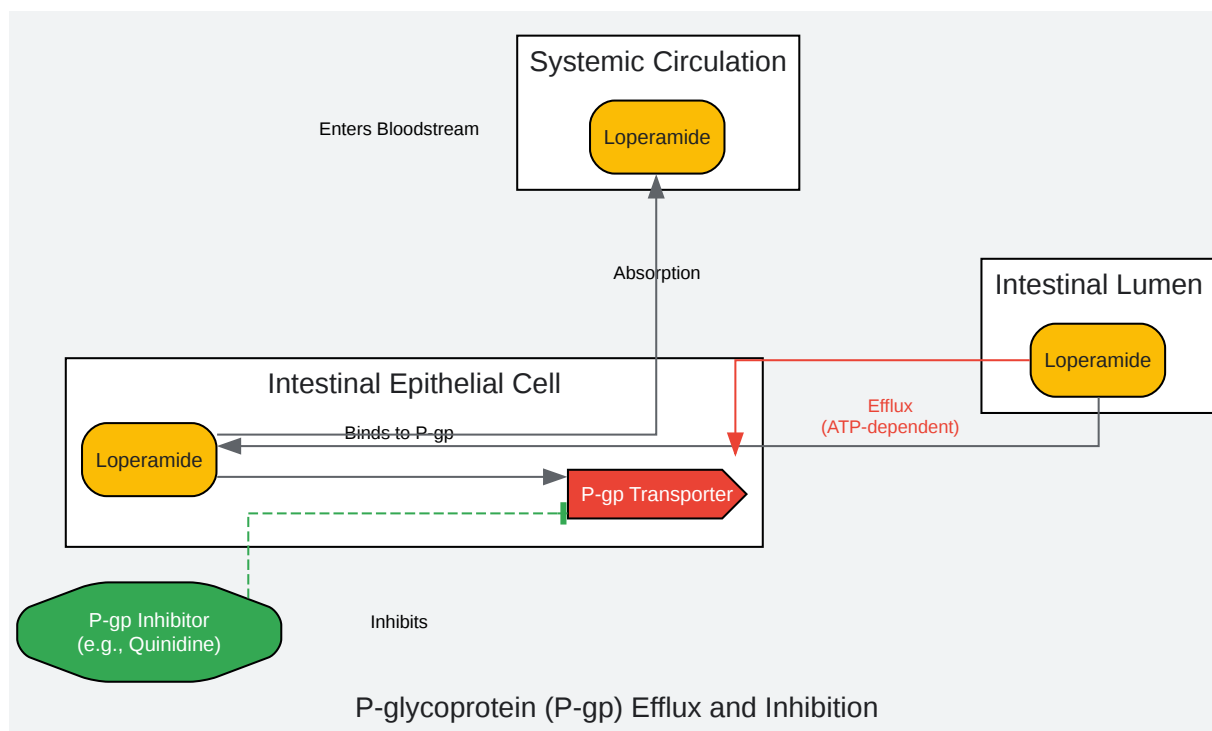 Systemic Circulation
Loperamide
Enters Bloodstream
Absorption
Intestinal Lumen
Loperamide
Efflux
(ATP-dependent)
Intestinal Epithelial Cell
Binds to P-gp
Loperamide
P-gp Transporter
P-gp Inhibitor
(e.g., Quinidine)
Inhibits
P-glycoprotein (P-gp) Efflux and Inhibition